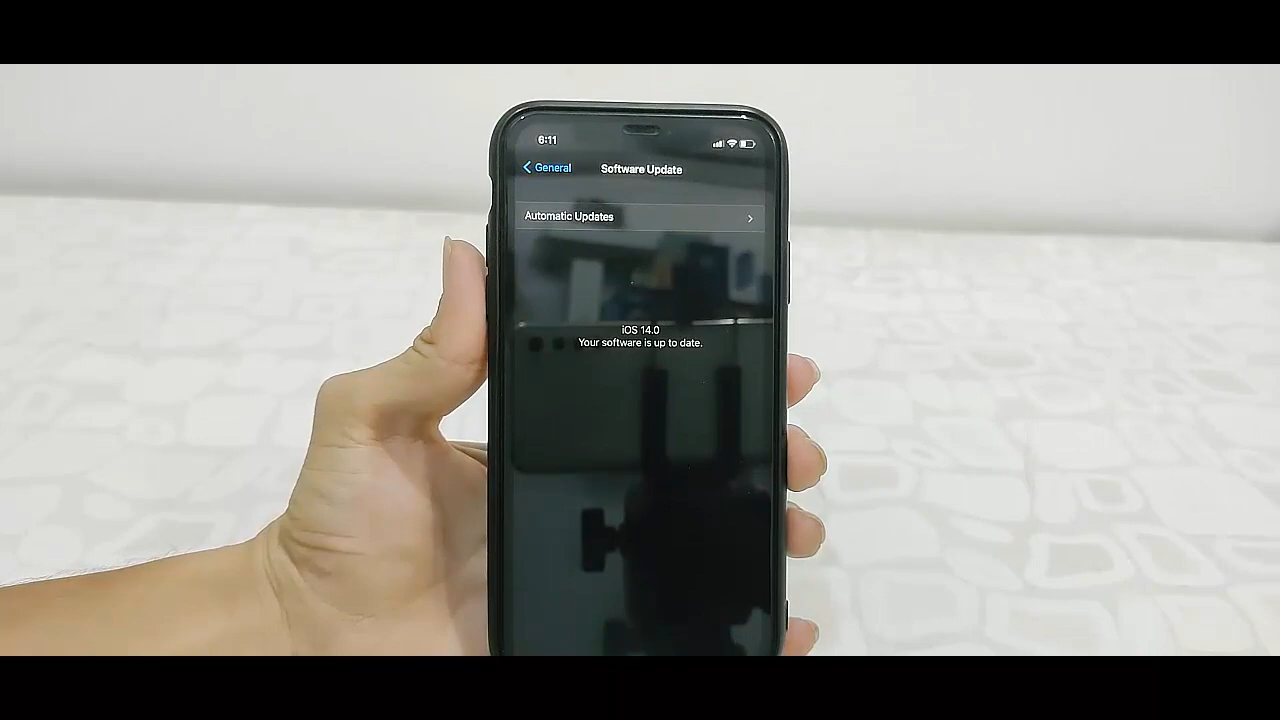 6:11
General
Software Update
Automatic Updates
iOS 14.0
Your software is up to date.